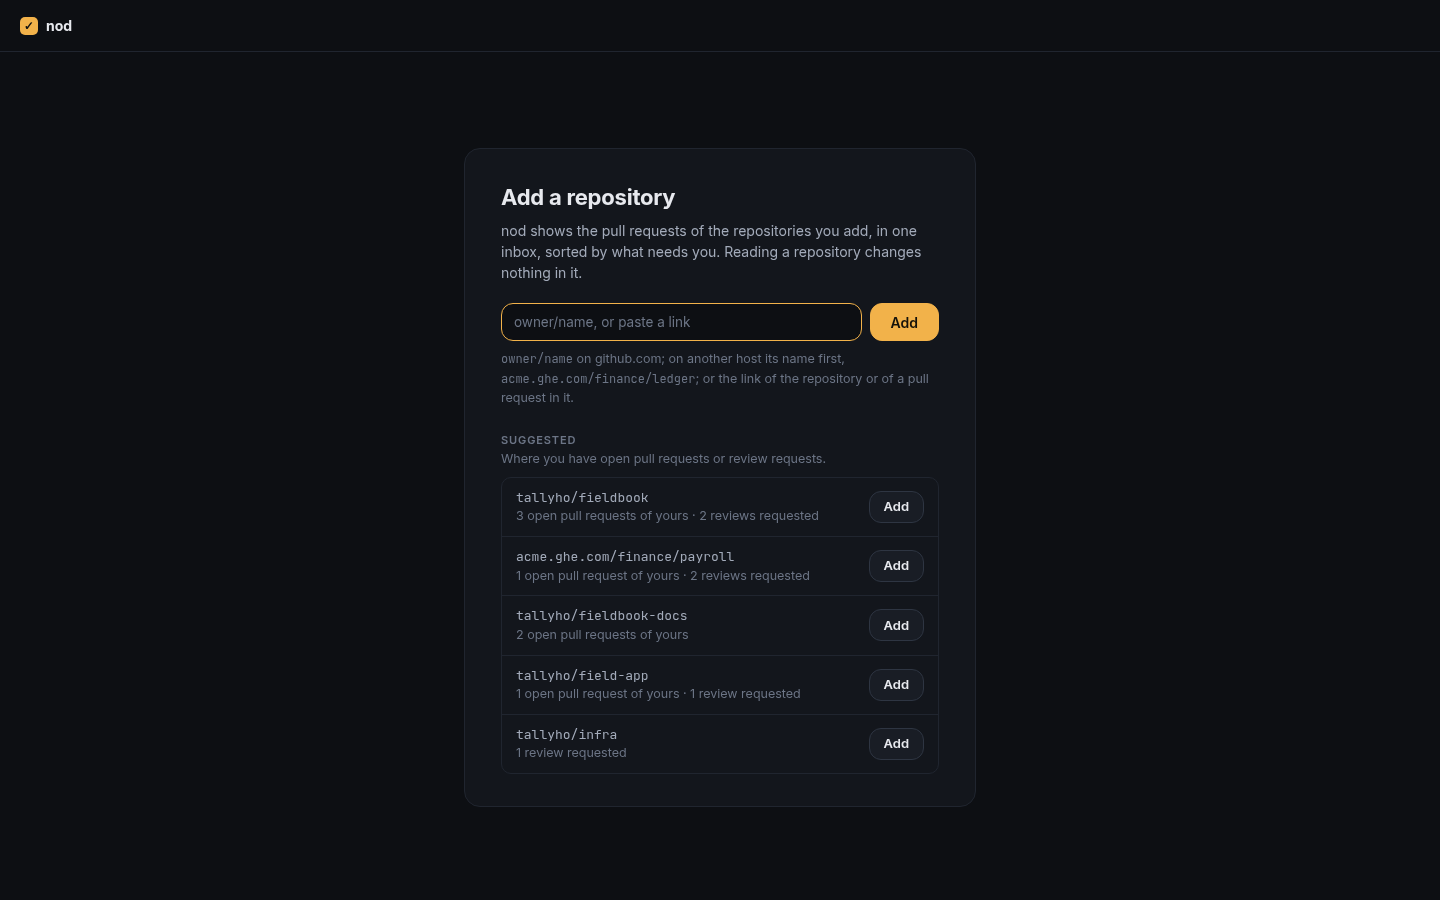 ✓ nod
Add a repository
nod shows the pull requests of the repositories you add, in one
inbox, sorted by what needs you. Reading a repository changes
nothing in it.
owner/name, or paste a link
Add
owner/name on github.com; on another host its name first,
acme.ghe.com/finance/ledger; or the link of the repository or of a pull
request in it.
SUGGESTED
Where you have open pull requests or review requests.
tallyho/fieldbook
3 open pull requests of yours · 2 reviews requested
Add
acme.ghe.com/finance/payroll
1 open pull request of yours · 2 reviews requested
Add
tallyho/fieldbook-docs
2 open pull requests of yours
Add
tallyho/field-app
1 open pull request of yours · 1 review requested
Add
tallyho/infra
1 review requested
Add